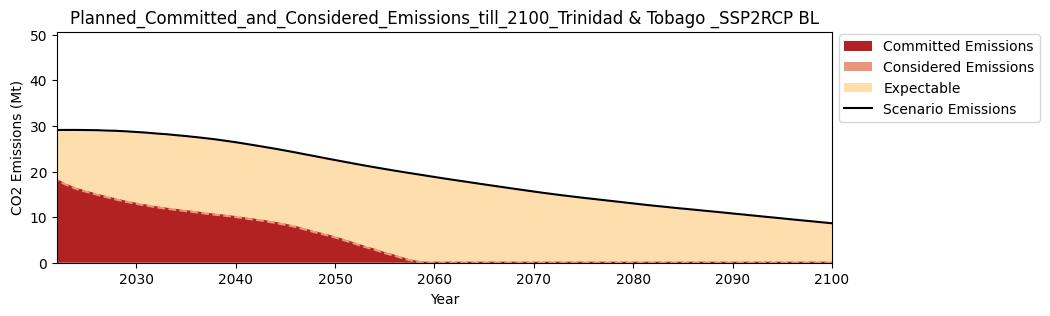 Planned_Committed_and_Considered_Emissions_till_2100_Trinidad & Tobago _SSP2RCP BL
CO2 Emissions (Mt)
50
40
30
20
10
0
2030 2040 2050 2060 2070 2080 2090 2100
Year
Committed Emissions
Considered Emissions
Expectable
Scenario Emissions